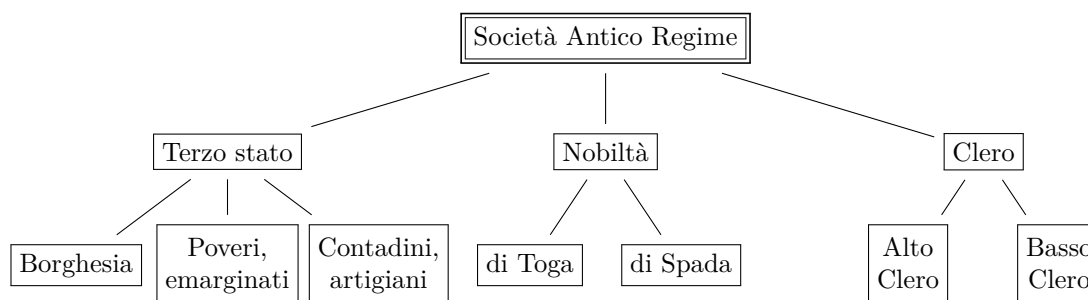 Società Antico Regime
Terzo stato
Nobiltà
Clero
Borghesia
Poveri,
emarginati
Contadini,
artigiani
di Toga
di Spada
Alto
Clero
Basso
Clero